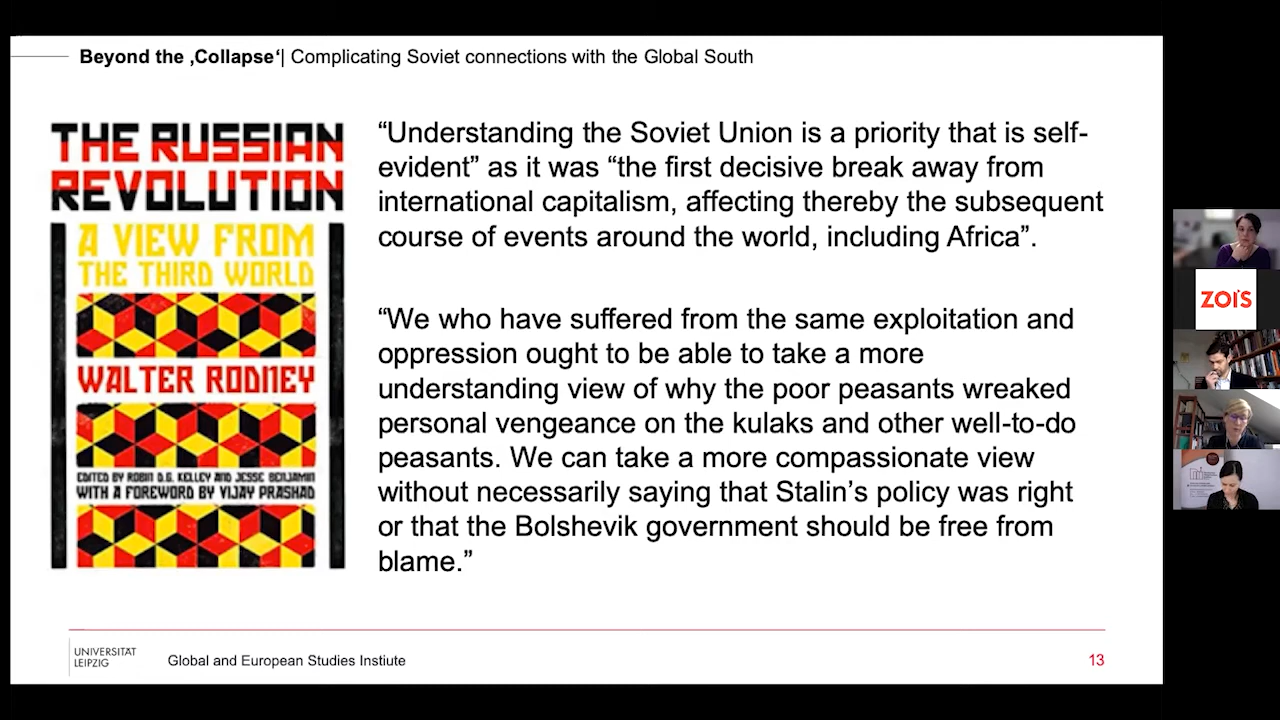 Beyond the ‚Collapse‘| Complicating Soviet connections with the Global South
THE RUSSIAN
REVOLUTION
A VIEW FROM
THE THIRD WORLD
WALTER RODNEY
EDITED BY ROBIN D.G. KELLEY AND JESSE BENJAMIN
WITH A FOREWORD BY VIJAY PRASHAD
“Understanding the Soviet Union is a priority that is self-
evident” as it was “the first decisive break away from
international capitalism, affecting thereby the subsequent
course of events around the world, including Africa”.
“We who have suffered from the same exploitation and
oppression ought to be able to take a more
understanding view of why the poor peasants wreaked
personal vengeance on the kulaks and other well-to-do
peasants. We can take a more compassionate view
without necessarily saying that Stalin’s policy was right
or that the Bolshevik government should be free from
blame.”
UNIVERSITÄT
LEIPZIG
Global and European Studies Instiute
13
ZOiS